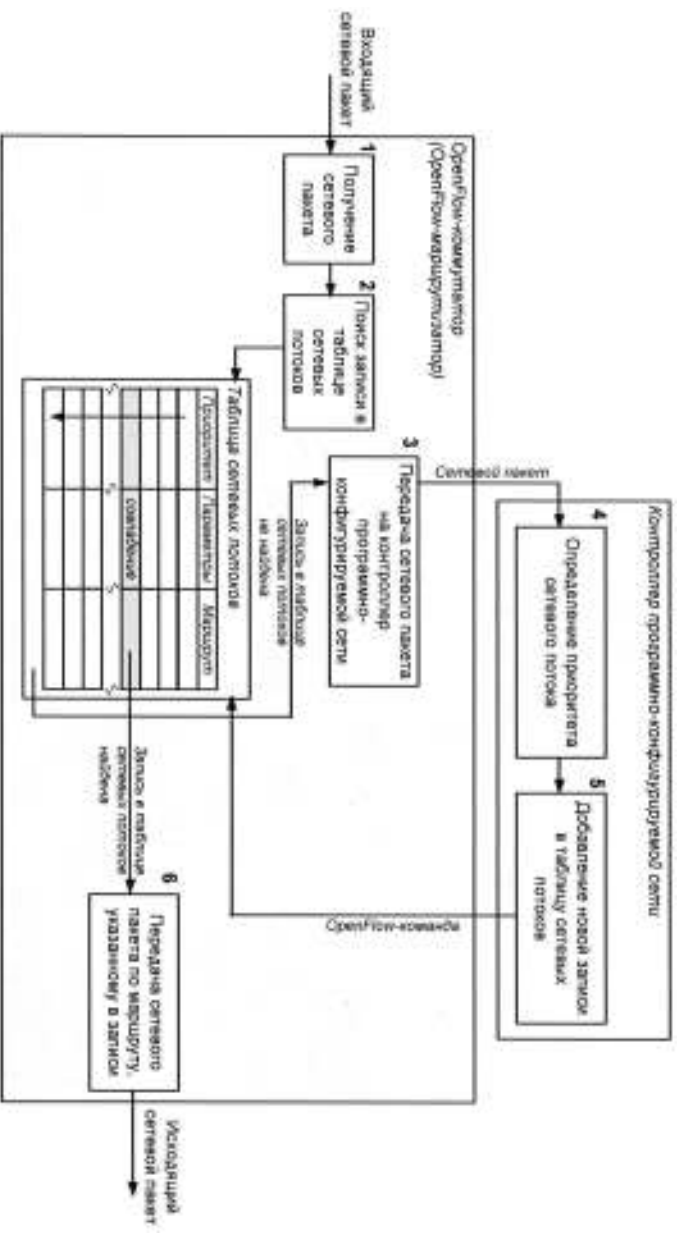 Контроллер программно-конфигурируемой сети
4
Определение приоритета
сетевого потока
5
Добавление новой записи
в таблицу сетевых
потоков
Сетевой пакет
OpenFlow-команда
OpenFlow-коммутатор
(OpenFlow-маршрутизатор)
Входящий
сетевой пакет
1
Получение
сетевого
пакета
2
Поиск записи в
таблице
сетевых
потоков
3
Передача сетевого пакета
на контроллер
программно-
конфигурируемой сети
Запись в таблице
сетевых потоков
не найдена
Таблица сетевых потоков
Приоритет
Параметры
Маршрут
совпадение
Запись в таблице
сетевых потоков
найдена
6
Передача сетевого
пакета по маршруту,
указанному в записи
Исходящий
сетевой пакет